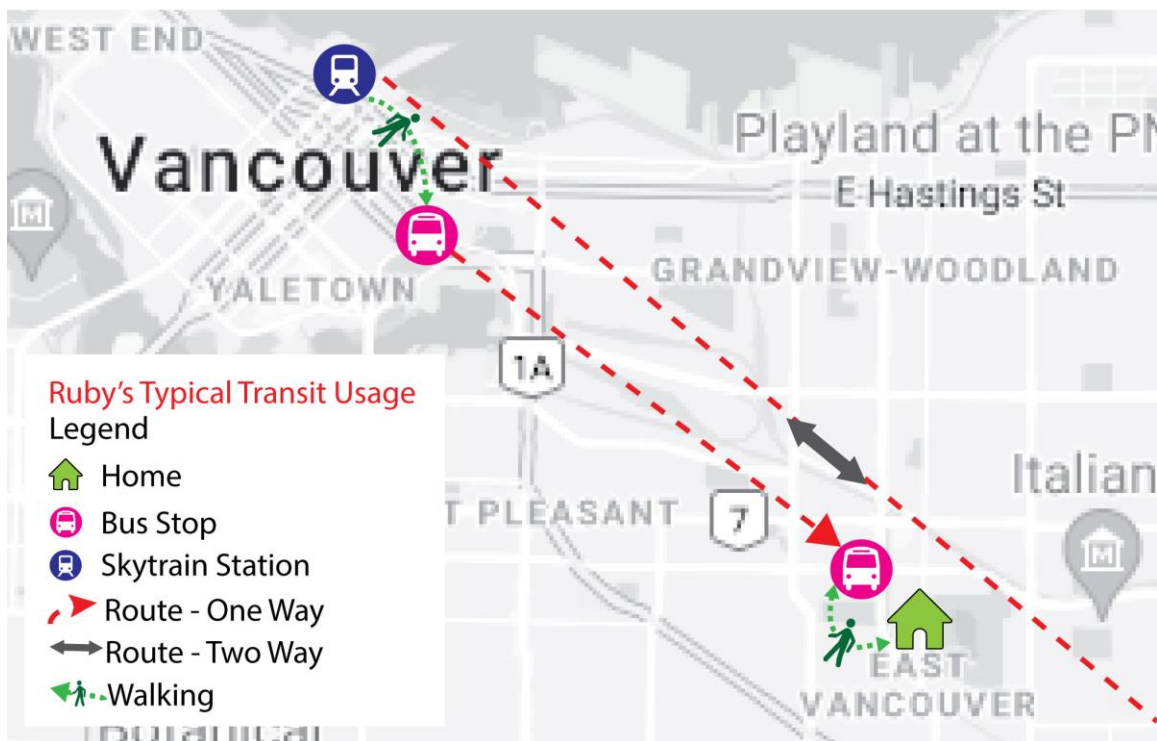 WEST END
Vancouver
Playland at the PN
E Hastings St
YALETOWN
GRANDVIEW-WOODLAND
1A
Ruby's Typical Transit Usage
Legend
Home
Bus Stop
Skytrain Station
Route - One Way
Route - Two Way
Walking
T PLEASANT
7
Italian
EAST
VANCOUVER
Botanical